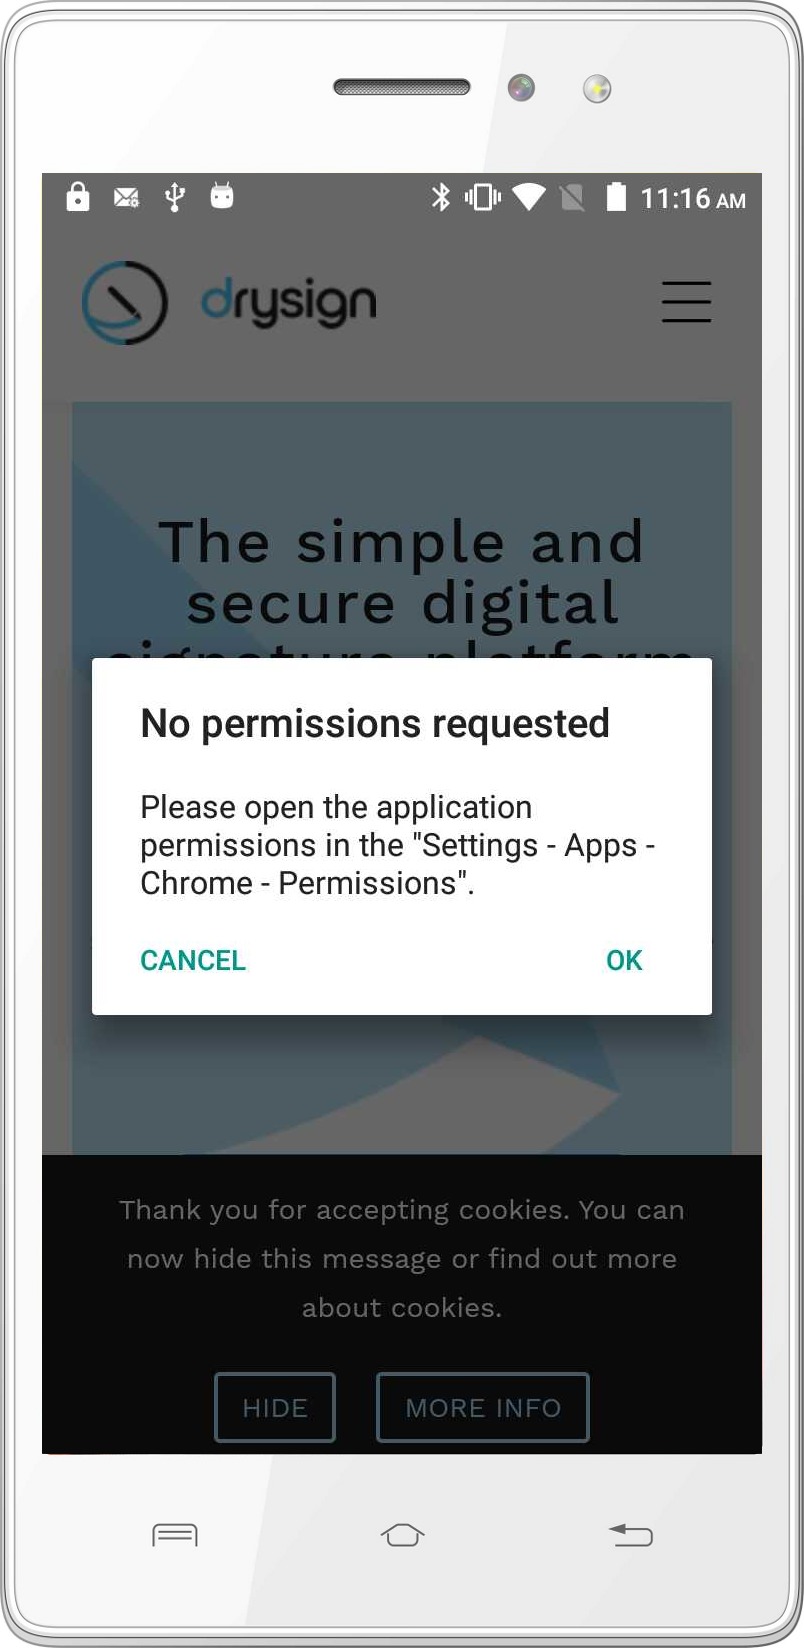 11:16 AM
drysign
The simple and
secure digital
signature platform
No permissions requested
Please open the application
permissions in the "Settings - Apps -
Chrome - Permissions".
CANCEL OK
Thank you for accepting cookies. You can
now hide this message or find out more
about cookies.
HIDE MORE INFO